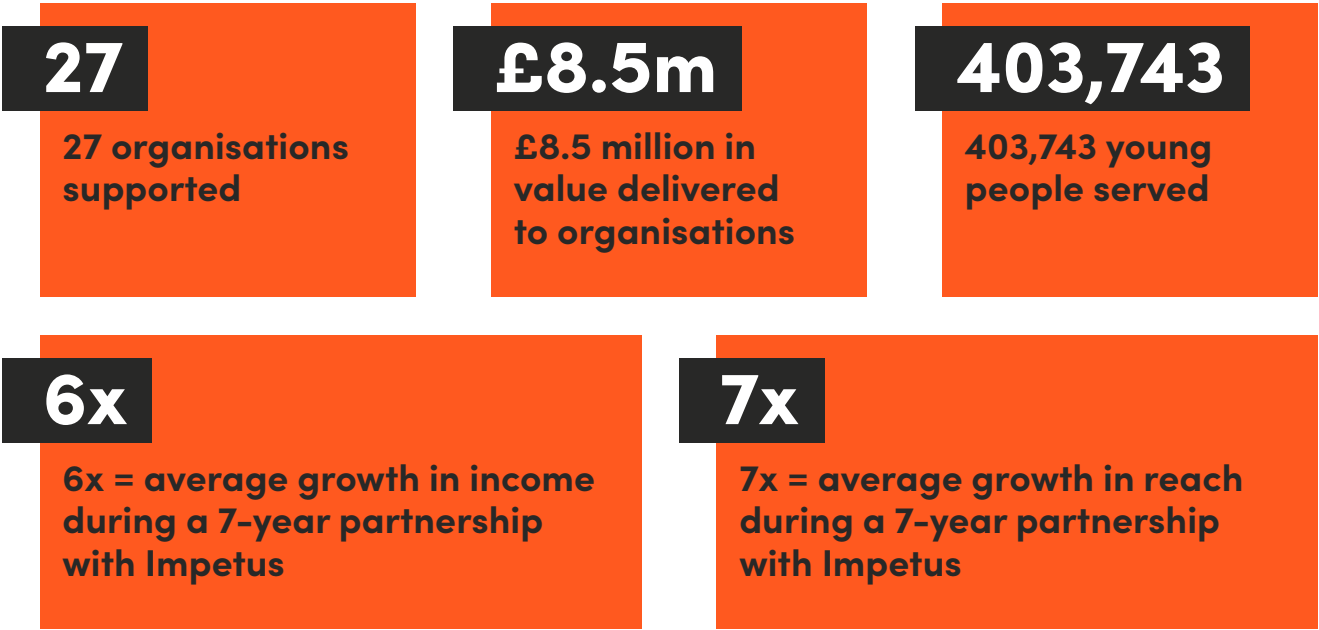 27
27 organisations
supported
£8.5m
£8.5 million in
value delivered
to organisations
403,743
403,743 young
people served
6x
6x = average growth in income
during a 7-year partnership
with Impetus
7x
7x = average growth in reach
during a 7-year partnership
with Impetus